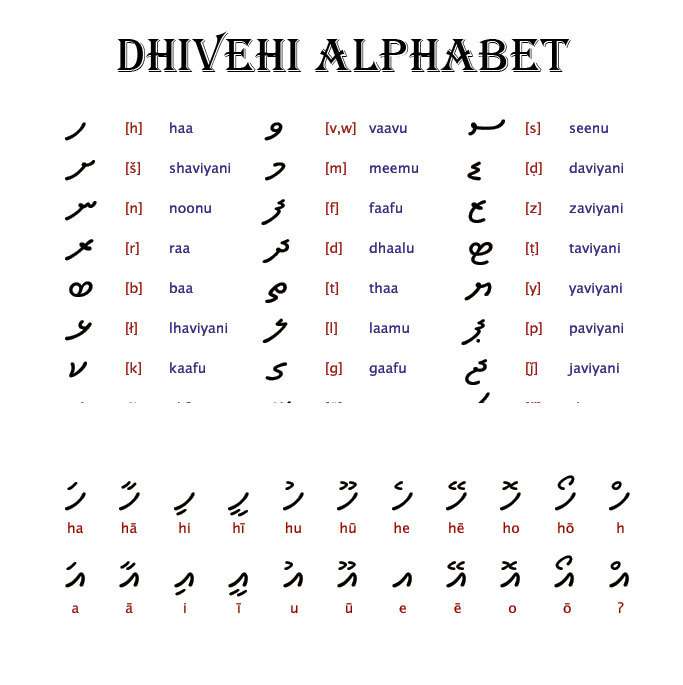 DHIVEHI ALPHABET
ހ [h] haa ވ [v,w] vaavu ސ [s] seenu
ށ [š] shaviyani މ [m] meemu ޑ [ḍ] daviyani
ނ [n] noonu ފ [f] faafu ޒ [z] zaviyani
ރ [r] raa ދ [d] dhaalu ޓ [ṭ] taviyani
ބ [b] baa ތ [t] thaa ޔ [y] yaviyani
ޅ [ł] lhaviyani ލ [l] laamu ޕ [p] paviyani
ކ [k] kaafu ގ [g] gaafu ޖ [ǰ] javiyani
ހަ ހާ ހި ހީ ހު ހޫ ހެ ހޭ ހޮ ހޯ ހް
ha hā hi hī hu hū he hē ho hō h
އަ އާ އި އީ އު އޫ އ އޭ އޮ އޯ އް
a ā i ī u ū e ē o ō ʔ